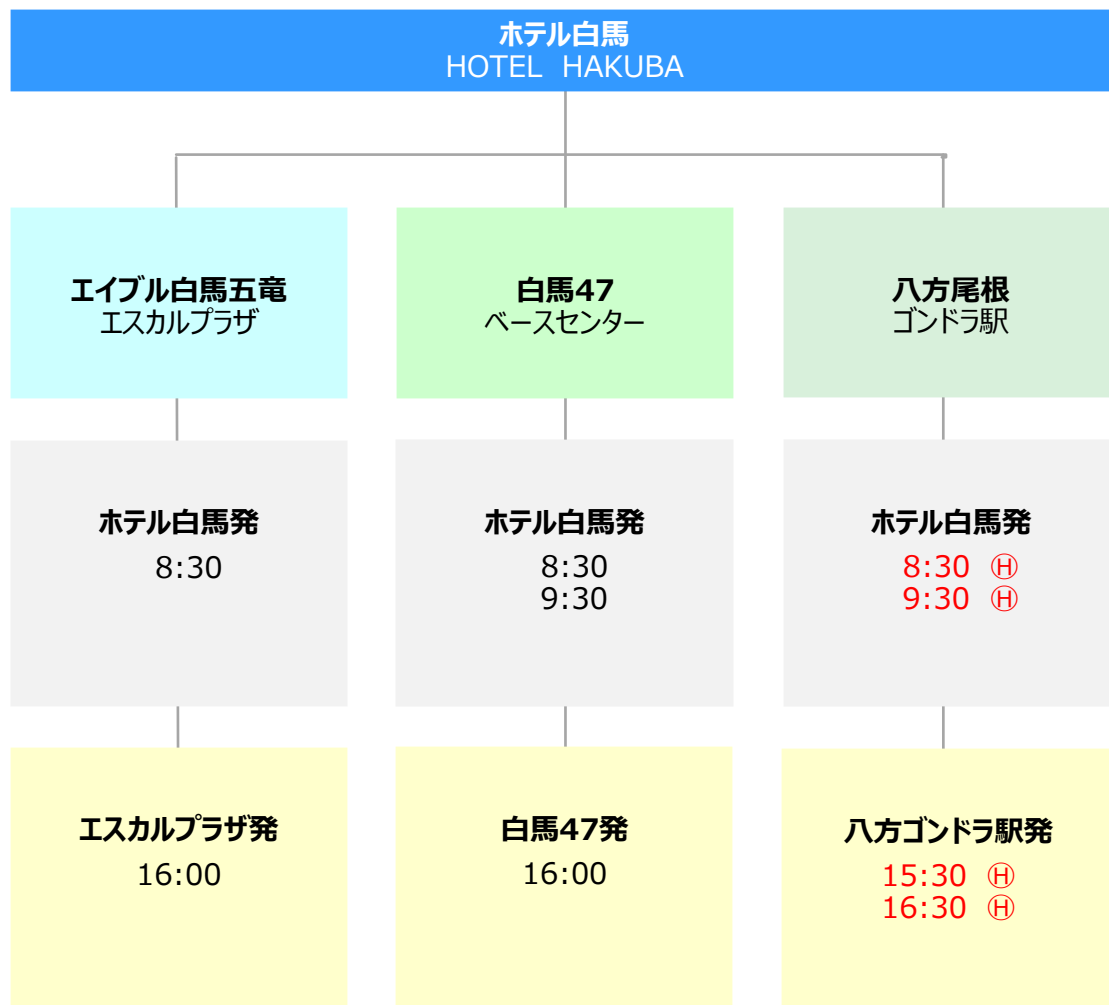 ホテル白馬
HOTEL HAKUBA
エイブル白馬五竜
エスカルプラザ
白馬47
ベースセンター
八方尾根
ゴンドラ駅
ホテル白馬発
8:30
ホテル白馬発
8:30
9:30
ホテル白馬発
8:30 Ⓗ
9:30 Ⓗ
エスカルプラザ発
16:00
白馬47発
16:00
八方ゴンドラ駅発
15:30 Ⓗ
16:30 Ⓗ